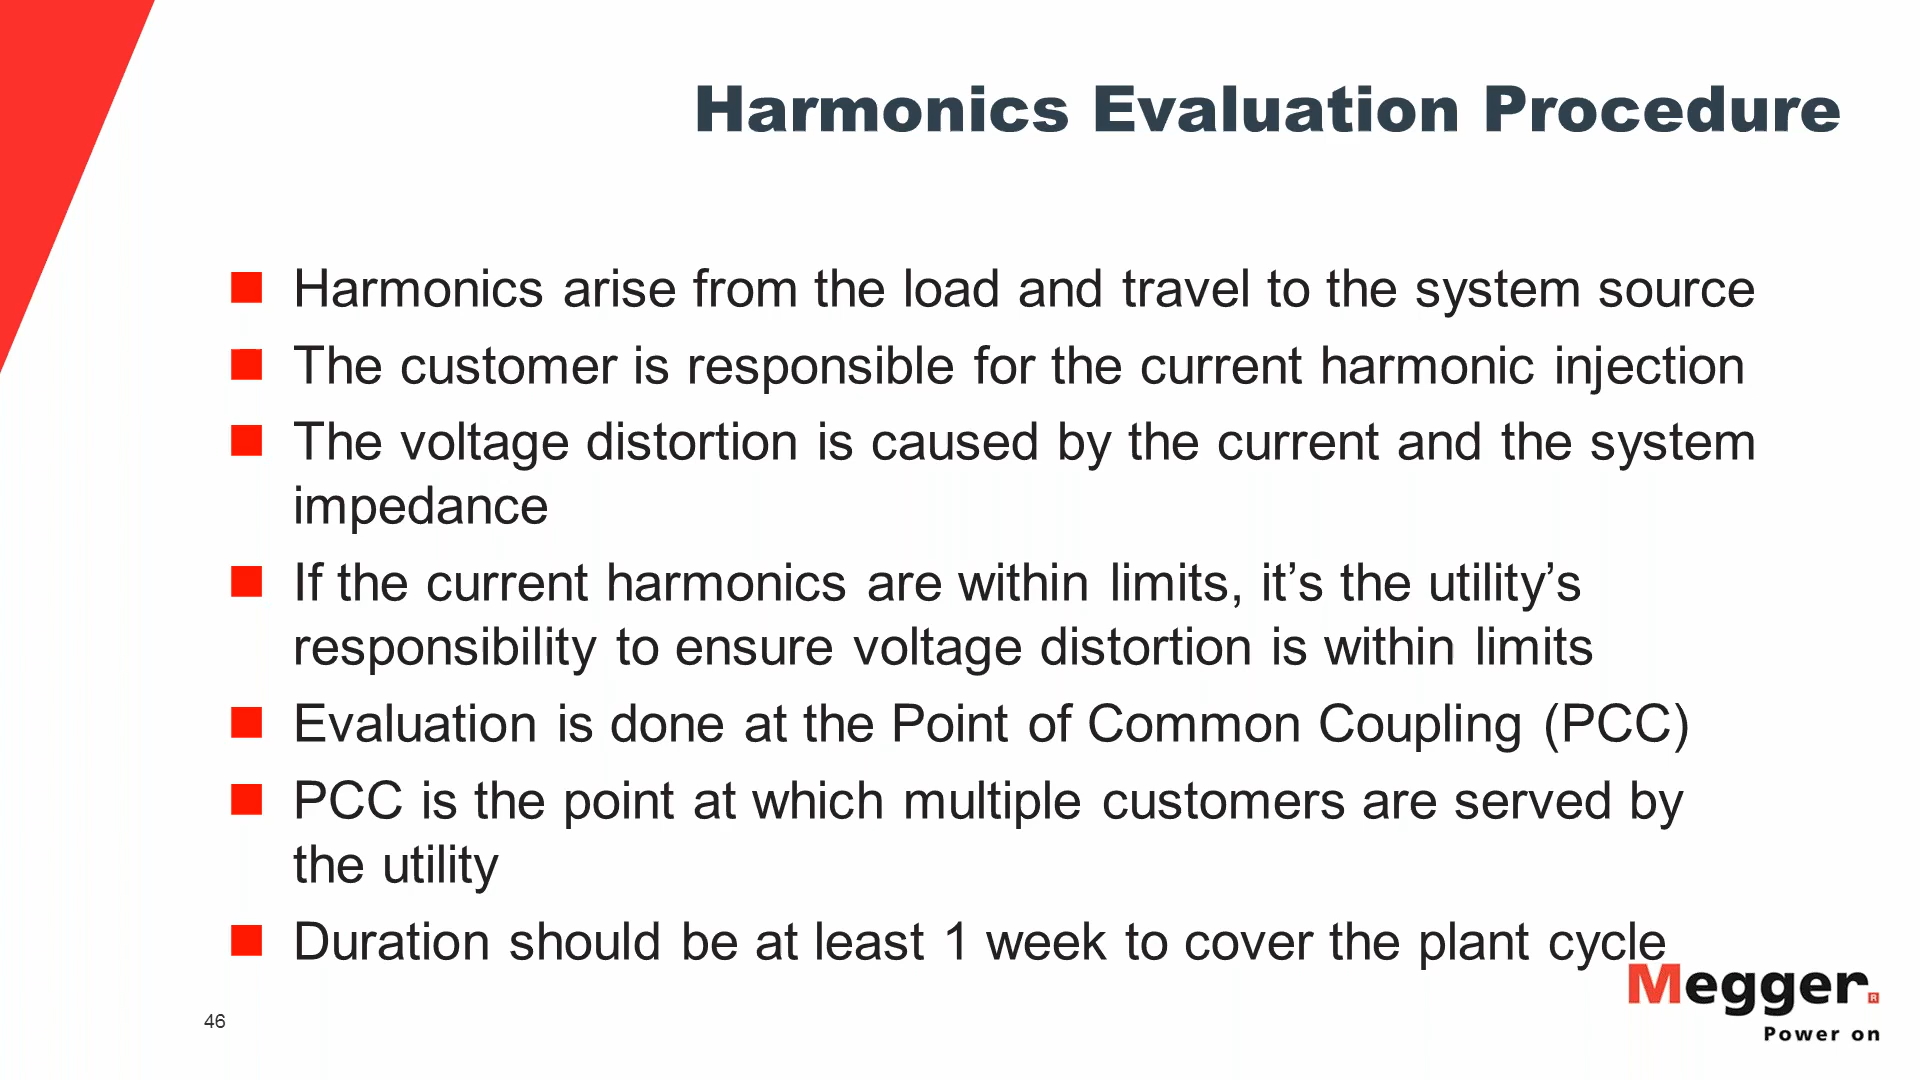 Harmonics Evaluation Procedure
Harmonics arise from the load and travel to the system source
The customer is responsible for the current harmonic injection
The voltage distortion is caused by the current and the system
impedance
If the current harmonics are within limits, it’s the utility’s
responsibility to ensure voltage distortion is within limits
Evaluation is done at the Point of Common Coupling (PCC)
PCC is the point at which multiple customers are served by
the utility
Duration should be at least 1 week to cover the plant cycle
Megger.®
Power on
46